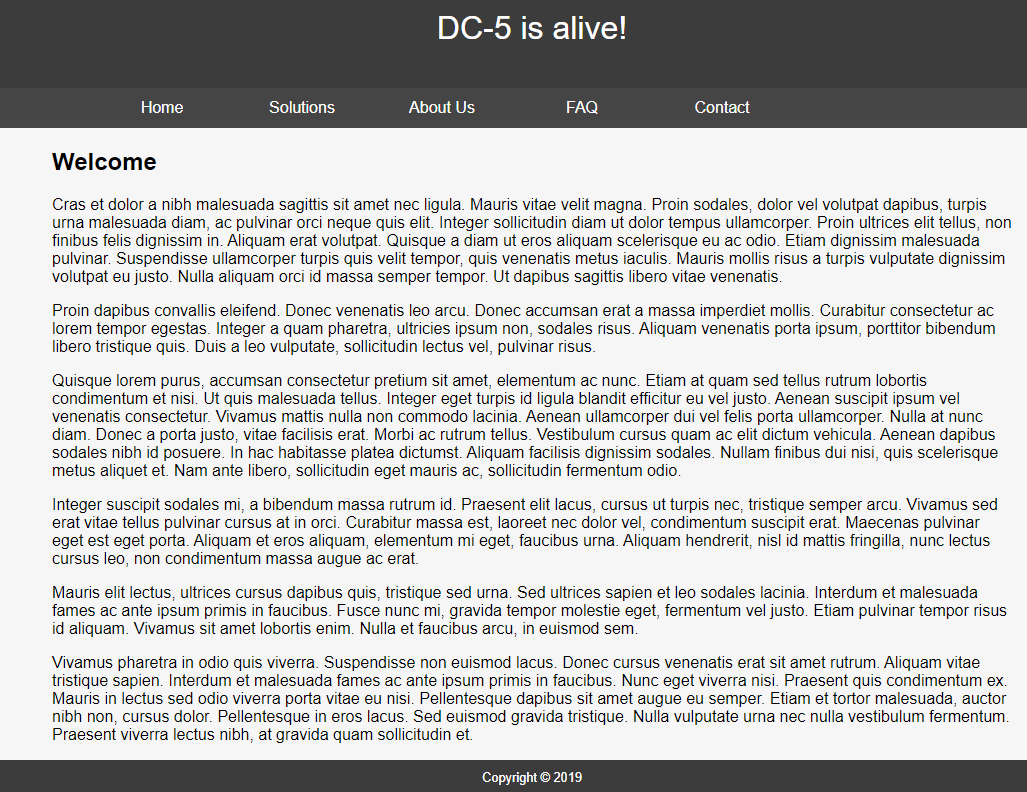 DC-5 is alive!
Home Solutions About Us FAQ Contact
Welcome
Cras et dolor a nibh malesuada sagittis sit amet nec ligula. Mauris vitae velit magna. Proin sodales, dolor vel volutpat dapibus, turpis
urna malesuada diam, ac pulvinar orci neque quis elit. Integer sollicitudin diam ut dolor tempus ullamcorper. Proin ultrices elit tellus, non
finibus felis dignissim in. Aliquam erat volutpat. Quisque a diam ut eros aliquam scelerisque eu ac odio. Etiam dignissim malesuada
pulvinar. Suspendisse ullamcorper turpis quis velit tempor, quis venenatis metus iaculis. Mauris mollis risus a turpis vulputate dignissim
volutpat eu justo. Nulla aliquam orci id massa semper tempor. Ut dapibus sagittis libero vitae venenatis.
Proin dapibus convallis eleifend. Donec venenatis leo arcu. Donec accumsan erat a massa imperdiet mollis. Curabitur consectetur ac
lorem tempor egestas. Integer a quam pharetra, ultricies ipsum non, sodales risus. Aliquam venenatis porta ipsum, porttitor bibendum
libero tristique quis. Duis a leo vulputate, sollicitudin lectus vel, pulvinar risus.
Quisque lorem purus, accumsan consectetur pretium sit amet, elementum ac nunc. Etiam at quam sed tellus rutrum lobortis
condimentum et nisi. Ut quis malesuada tellus. Integer eget turpis id ligula blandit efficitur eu vel justo. Aenean suscipit ipsum vel
venenatis consectetur. Vivamus mattis nulla non commodo lacinia. Aenean ullamcorper dui vel felis porta ullamcorper. Nulla at nunc
diam. Donec a porta justo, vitae facilisis erat. Morbi ac rutrum tellus. Vestibulum cursus quam ac elit dictum vehicula. Aenean dapibus
sodales nibh id posuere. In hac habitasse platea dictumst. Aliquam facilisis dignissim sodales. Nullam finibus dui nisi, quis scelerisque
metus aliquet et. Nam ante libero, sollicitudin eget mauris ac, sollicitudin fermentum odio.
Integer suscipit sodales mi, a bibendum massa rutrum id. Praesent elit lacus, cursus ut turpis nec, tristique semper arcu. Vivamus sed
erat vitae tellus pulvinar cursus at in orci. Curabitur massa est, laoreet nec dolor vel, condimentum suscipit erat. Maecenas pulvinar
eget est eget porta. Aliquam et eros aliquam, elementum mi eget, faucibus urna. Aliquam hendrerit, nisl id mattis fringilla, nunc lectus
cursus leo, non condimentum massa augue ac erat.
Mauris elit lectus, ultrices cursus dapibus quis, tristique sed urna. Sed ultrices sapien et leo sodales lacinia. Interdum et malesuada
fames ac ante ipsum primis in faucibus. Fusce nunc mi, gravida tempor molestie eget, fermentum vel justo. Etiam pulvinar tempor risus
id aliquam. Vivamus sit amet lobortis enim. Nulla et faucibus arcu, in euismod sem.
Vivamus pharetra in odio quis viverra. Suspendisse non euismod lacus. Donec cursus venenatis erat sit amet rutrum. Aliquam vitae
tristique sapien. Interdum et malesuada fames ac ante ipsum primis in faucibus. Nunc eget viverra nisi. Praesent quis condimentum ex.
Mauris in lectus sed odio viverra porta vitae eu nisi. Pellentesque dapibus sit amet augue eu semper. Etiam et tortor malesuada, auctor
nibh non, cursus dolor. Pellentesque in eros lacus. Sed euismod gravida tristique. Nulla vulputate urna nec nulla vestibulum fermentum.
Praesent viverra lectus nibh, at gravida quam sollicitudin et.
Copyright © 2019